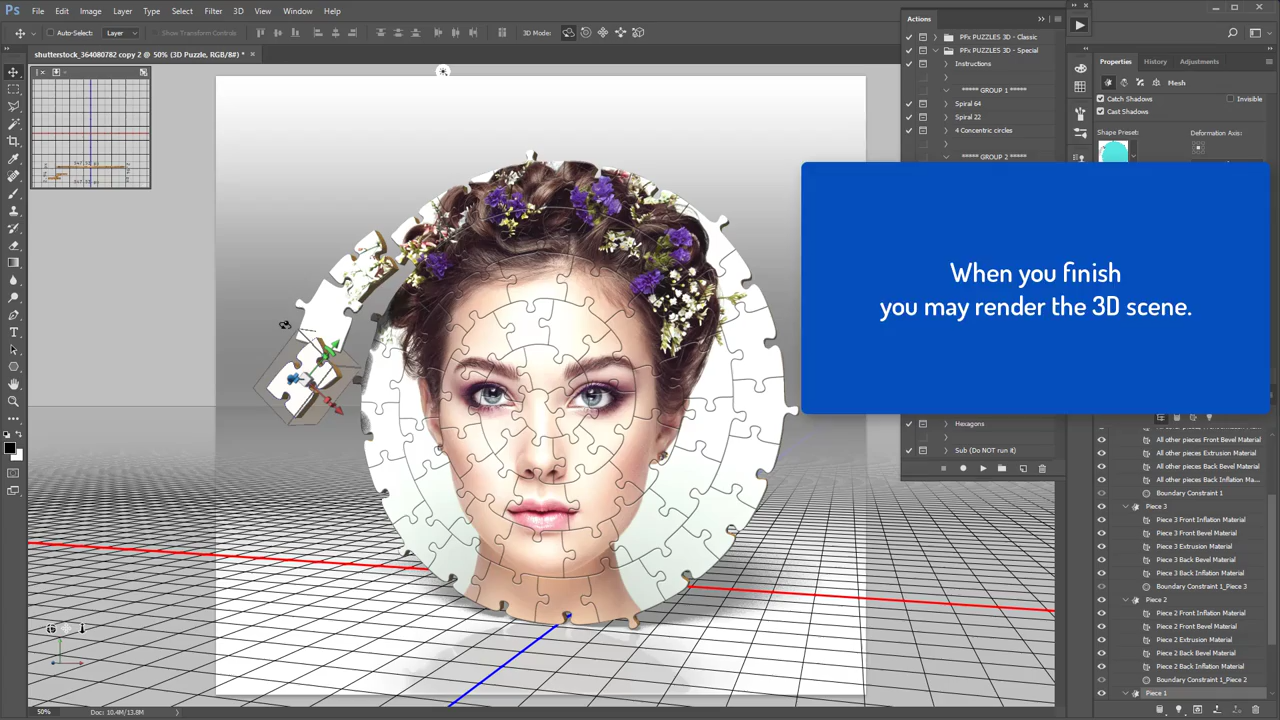 Ps File Edit Image Layer Type Select Filter 3D View Window Help
Auto-Select: Layer Show Transform Controls 3D Mode:
shutterstock_364080782 copy 2 @ 50% (3D Puzzle, RGB/8#) * ×
Actions
PFx PUZZLES 3D - Classic
PFx PUZZLES 3D - Special
Instructions
***** GROUP 1 *****
Spiral 64
Spiral 22
4 Concentric circles
***** GROUP 2 *****
Hexagons
Sub (Do NOT run it)
Properties History Adjustments
Mesh
Catch Shadows Invisible
Cast Shadows
Shape Preset: Deformation Axis:
When you finish
you may render the 3D scene.
All other pieces Front Bevel Material
All other pieces Extrusion Material
All other pieces Back Bevel Material
All other pieces Back Inflation Ma...
Boundary Constraint 1
Piece 3
Piece 3 Front Inflation Material
Piece 3 Front Bevel Material
Piece 3 Extrusion Material
Piece 3 Back Bevel Material
Piece 3 Back Inflation Material
Boundary Constraint 1_Piece 3
Piece 2
Piece 2 Front Inflation Material
Piece 2 Front Bevel Material
Piece 2 Extrusion Material
Piece 2 Back Bevel Material
Piece 2 Back Inflation Material
Boundary Constraint 1_Piece 2
Piece 1
50% Doc: 10.4M/13.8M